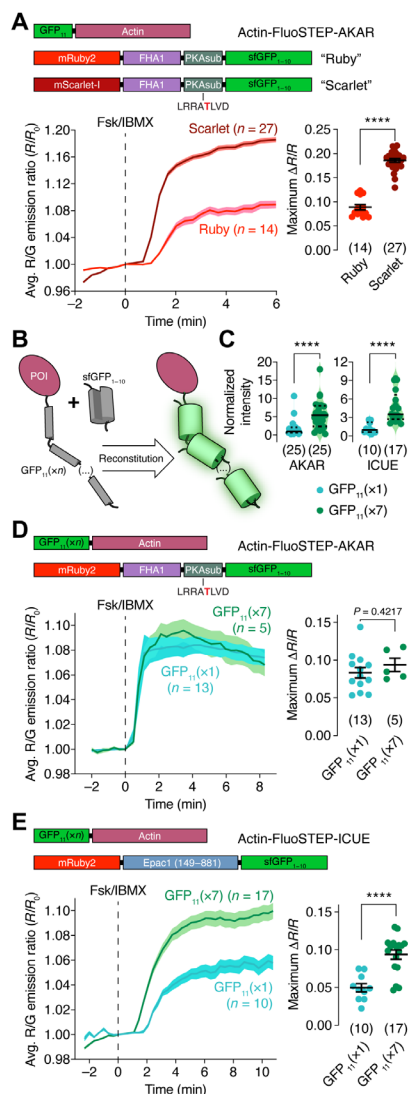 A
GFP11
Actin
Actin-FluoSTEP-AKAR
mRuby2
FHA1
PKAsub
sfGFP1–10
“Ruby”
mScarlet-I
FHA1
PKAsub
sfGFP1–10
“Scarlet”
LRRATLVD
Fsk/IBMX
Scarlet (n = 27)
Ruby (n = 14)
Avg. R/G emission ratio (R/R0)
1.20
1.16
1.12
1.08
1.04
1.00
0.96
−2
0
2
4
6
Time (min)
****
Maximum ΔR/R
0.25
0.20
0.15
0.10
0.05
0.00
(14)
(27)
Ruby
Scarlet
B
POI
+
sfGFP1–10
GFP11(×n)
(...)
Reconstitution
(...)
C
Normalized
intensity
****
20
15
10
5
0
(25) (25)
AKAR
****
12
9
6
3
0
(10) (17)
ICUE
GFP11(×1)
GFP11(×7)
D
GFP11(×n)
Actin
Actin-FluoSTEP-AKAR
mRuby2
FHA1
PKAsub
sfGFP1–10
LRRATLVD
Fsk/IBMX
GFP11(×7)
(n = 5)
GFP11(×1)
(n = 13)
Avg. R/G emission ratio (R/R0)
1.10
1.08
1.06
1.04
1.02
1.00
0.98
−2
0
2
4
6
8
Time (min)
P = 0.4217
Maximum ΔR/R
0.15
0.10
0.05
0.00
(13)
(5)
GFP11(×1)
GFP11(×7)
E
GFP11(×n)
Actin
Actin-FluoSTEP-ICUE
mRuby2
Epac1 (149–881)
sfGFP1–10
Fsk/IBMX
GFP11(×7) (n = 17)
GFP11(×1)
(n = 10)
Avg. R/G emission ratio (R/R0)
1.10
1.08
1.06
1.04
1.02
1.00
0.98
−2
0
2
4
6
8
10
Time (min)
****
Maximum ΔR/R
0.15
0.10
0.05
0.00
(10)
(17)
GFP11(×1)
GFP11(×7)